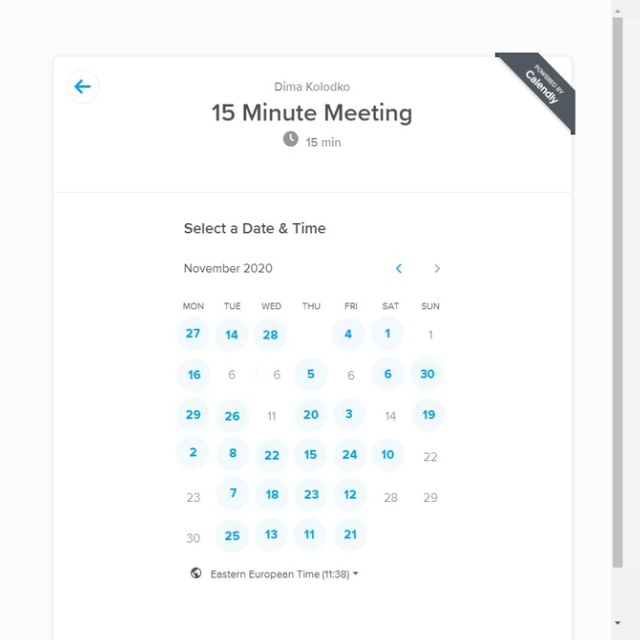 POWERED BY
Calendly
Dima Kolodko
15 Minute Meeting
15 min
Select a Date & Time
November 2020
MON TUE WED THU FRI SAT SUN
27 14 28 4 1 1
16 6 6 5 6 6 30
29 26 11 20 3 14 19
2 8 22 15 24 10 22
23 7 18 23 12 28 29
30 25 13 11 21
Eastern European Time (11:38)